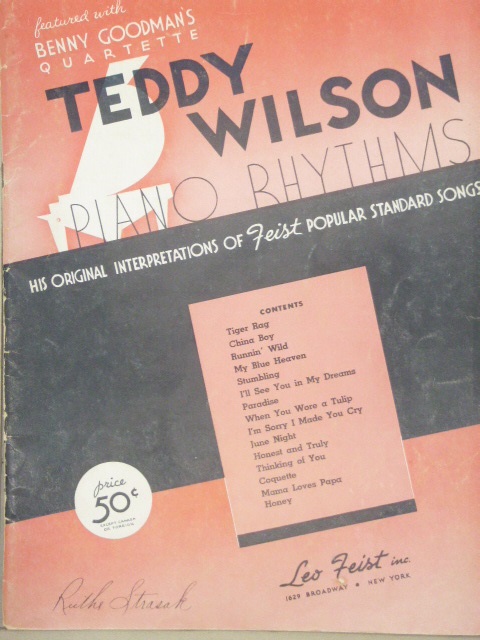 featured with
BENNY GOODMAN'S
QUARTETTE
TEDDY
WILSON
PIANO RHYTHMS
HIS ORIGINAL INTERPRETATIONS OF Feist POPULAR STANDARD SONGS
CONTENTS
Tiger Rag
China Boy
Runnin' Wild
My Blue Heaven
Stumbling
I'll See You in My Dreams
Paradise
When You Wore a Tulip
I'm Sorry I Made You Cry
June Night
Honest and Truly
Thinking of You
Coquette
Mama Loves Papa
Honey
price
50¢
EXCEPT CANADA
Leo Feist inc.
1629 BROADWAY • NEW YORK
Ruthe Strasak